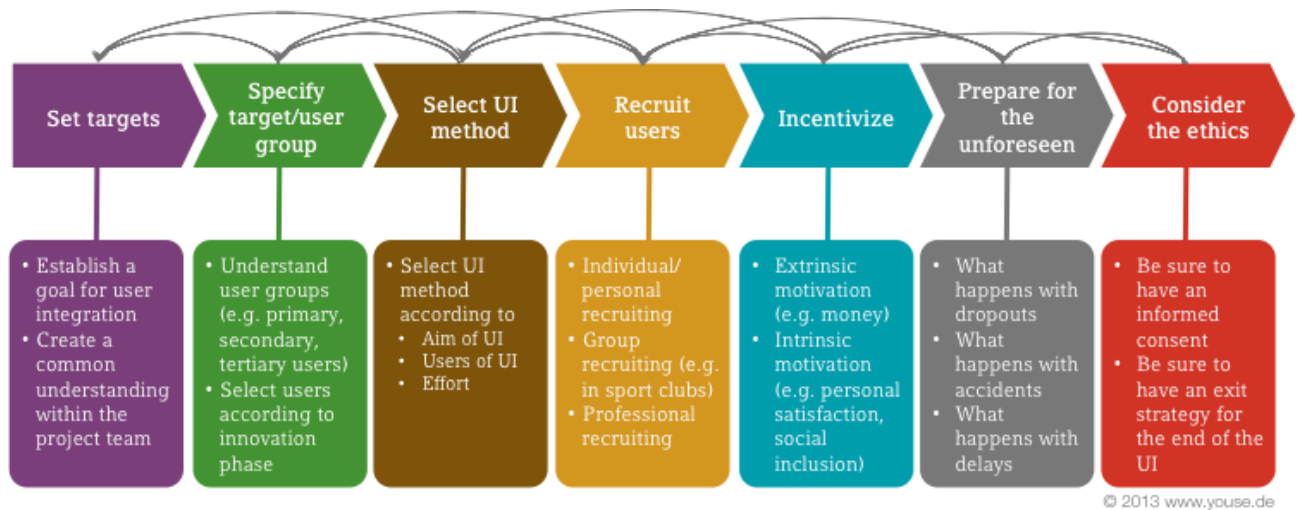 Set targets
Specify
target/user
group
Select UI
method
Recruit
users
Incentivize
Prepare for
the
unforeseen
Consider
the ethics
• Establish a
goal for user
integration
• Create a
common
understanding
within the
project team
• Understand
user groups
(e.g. primary,
secondary,
tertiary users)
• Select users
according to
innovation
phase
• Select UI
method
according to
• Aim of UI
• Users of UI
• Effort
• Individual/
personal
recruiting
• Group
recruiting (e.g.
in sport clubs)
• Professional
recruiting
• Extrinsic
motivation
(e.g. money)
• Intrinsic
motivation
(e.g. personal
satisfaction,
social
inclusion)
• What
happens with
dropouts
• What
happens with
accidents
• What
happens with
delays
• Be sure to
have an
informed
consent
• Be sure to
have an exit
strategy for
the end of the
UI
© 2013 www.youse.de